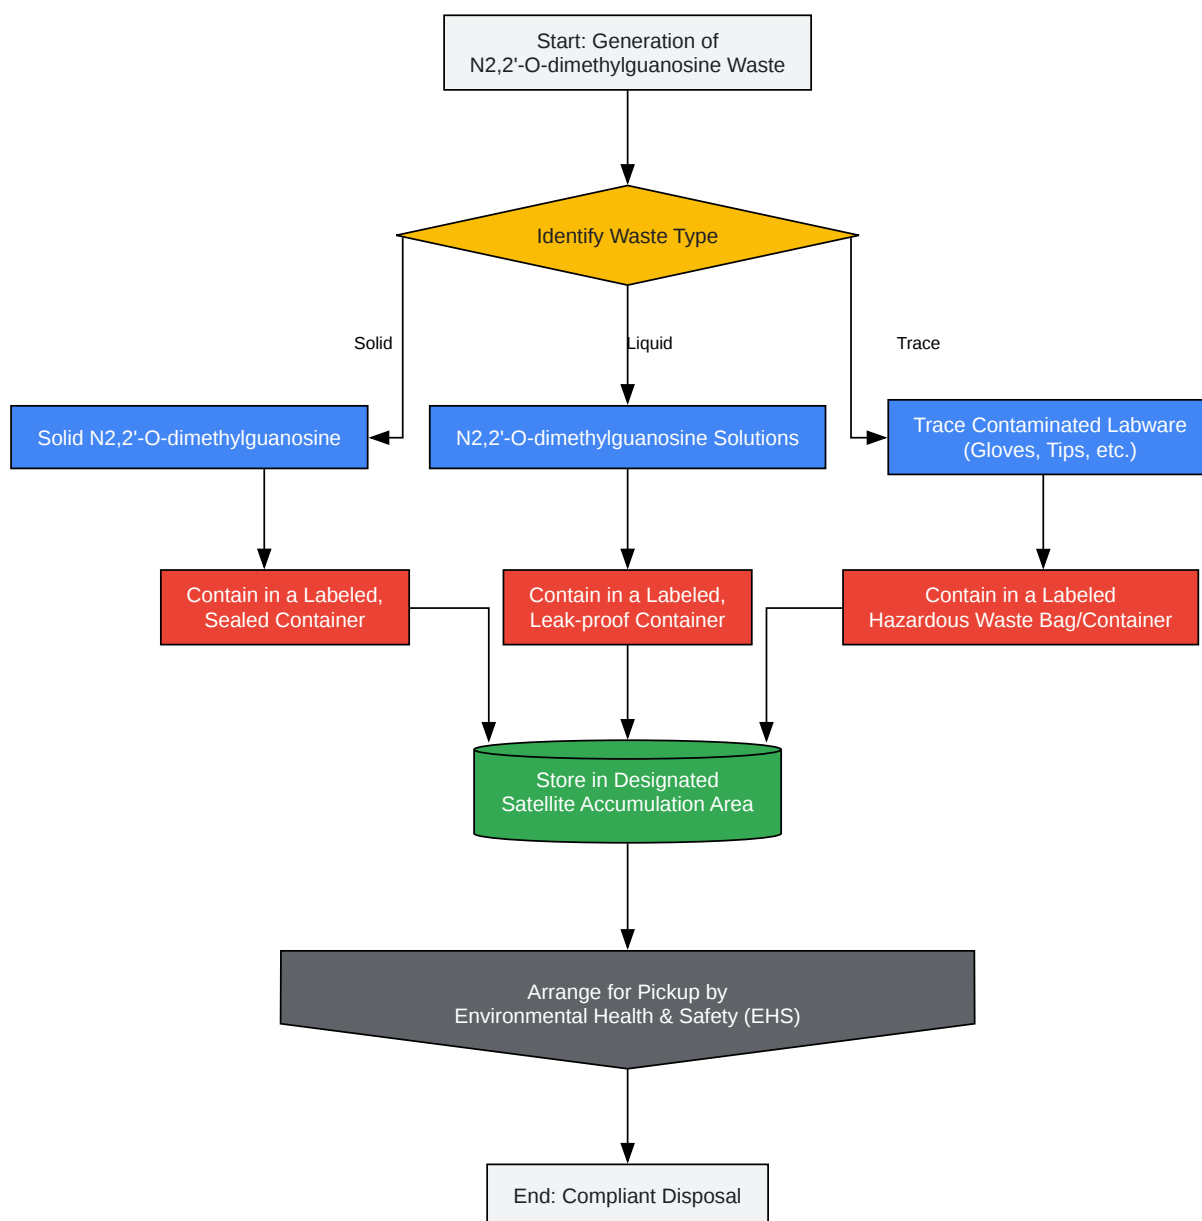 Start: Generation of
N2,2'-O-dimethylguanosine Waste
Identify Waste Type
Solid
Liquid
Trace
Solid N2,2'-O-dimethylguanosine
N2,2'-O-dimethylguanosine Solutions
Trace Contaminated Labware
(Gloves, Tips, etc.)
Contain in a Labeled,
Sealed Container
Contain in a Labeled,
Leak-proof Container
Contain in a Labeled
Hazardous Waste Bag/Container
Store in Designated
Satellite Accumulation Area
Arrange for Pickup by
Environmental Health & Safety (EHS)
End: Compliant Disposal